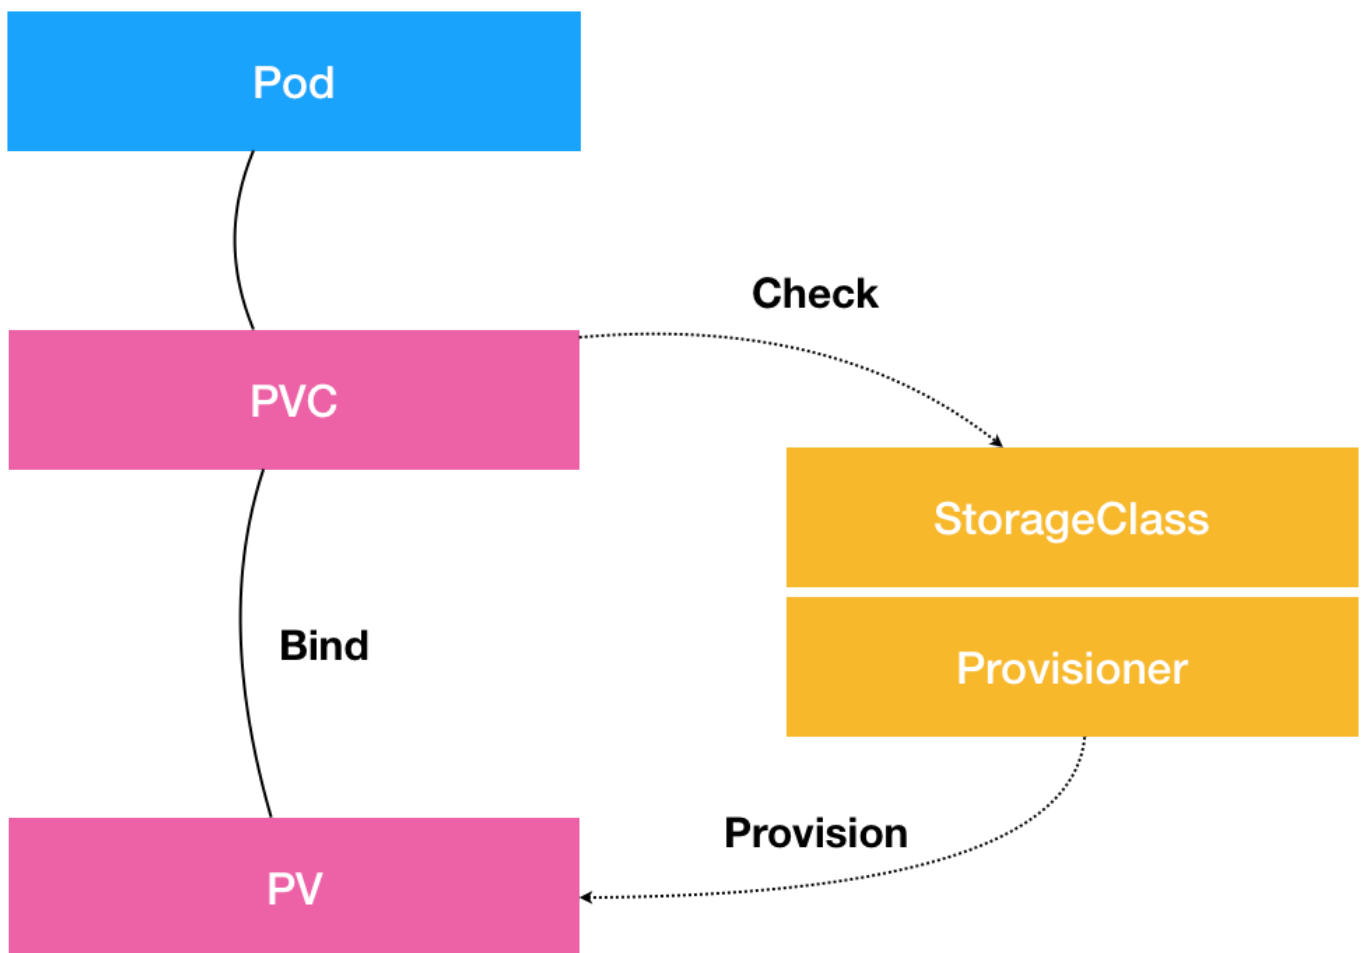 Pod
Check
PVC
StorageClass
Bind
Provisioner
Provision
PV